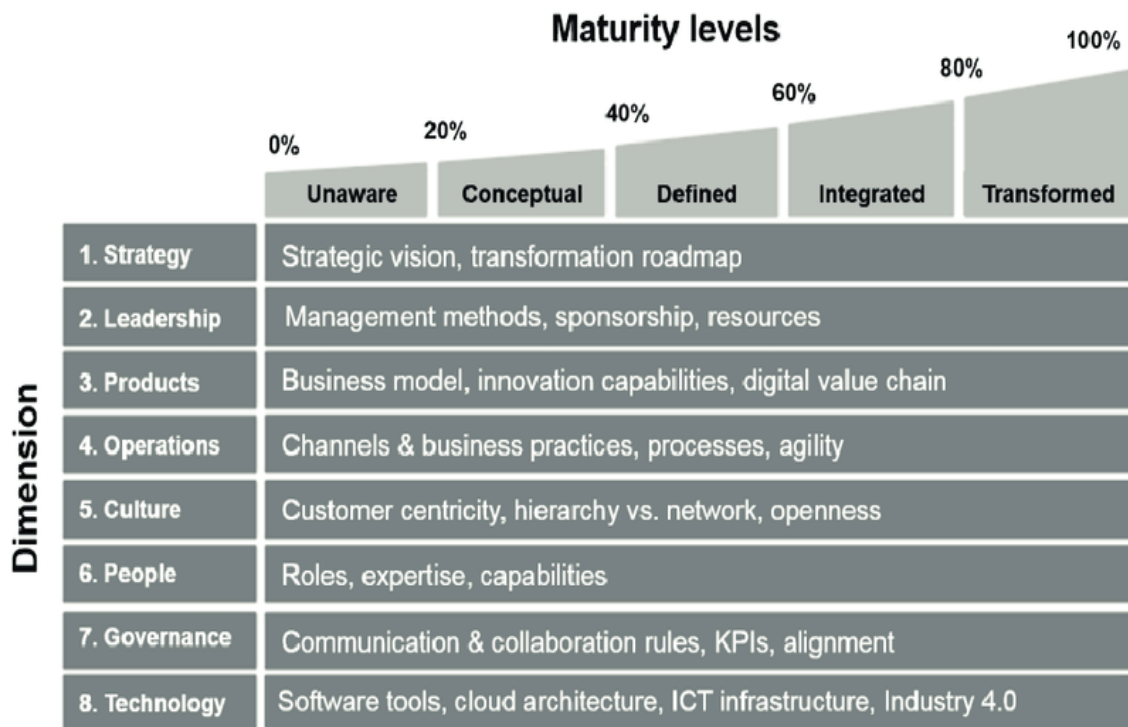 Maturity levels
0%
20%
40%
60%
80%
100%
Unaware
Conceptual
Defined
Integrated
Transformed
Dimension
1. Strategy
Strategic vision, transformation roadmap
2. Leadership
Management methods, sponsorship, resources
3. Products
Business model, innovation capabilities, digital value chain
4. Operations
Channels & business practices, processes, agility
5. Culture
Customer centricity, hierarchy vs. network, openness
6. People
Roles, expertise, capabilities
7. Governance
Communication & collaboration rules, KPIs, alignment
8. Technology
Software tools, cloud architecture, ICT infrastructure, Industry 4.0